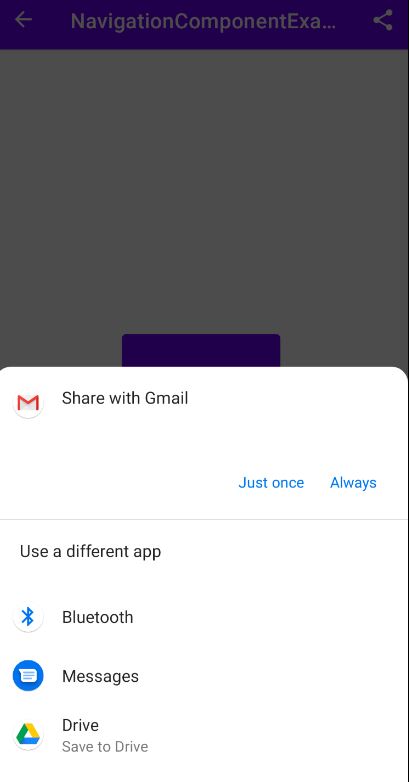 NavigationComponentExa...
Share with Gmail
Just once Always
Use a different app
Bluetooth
Messages
Drive
Save to Drive